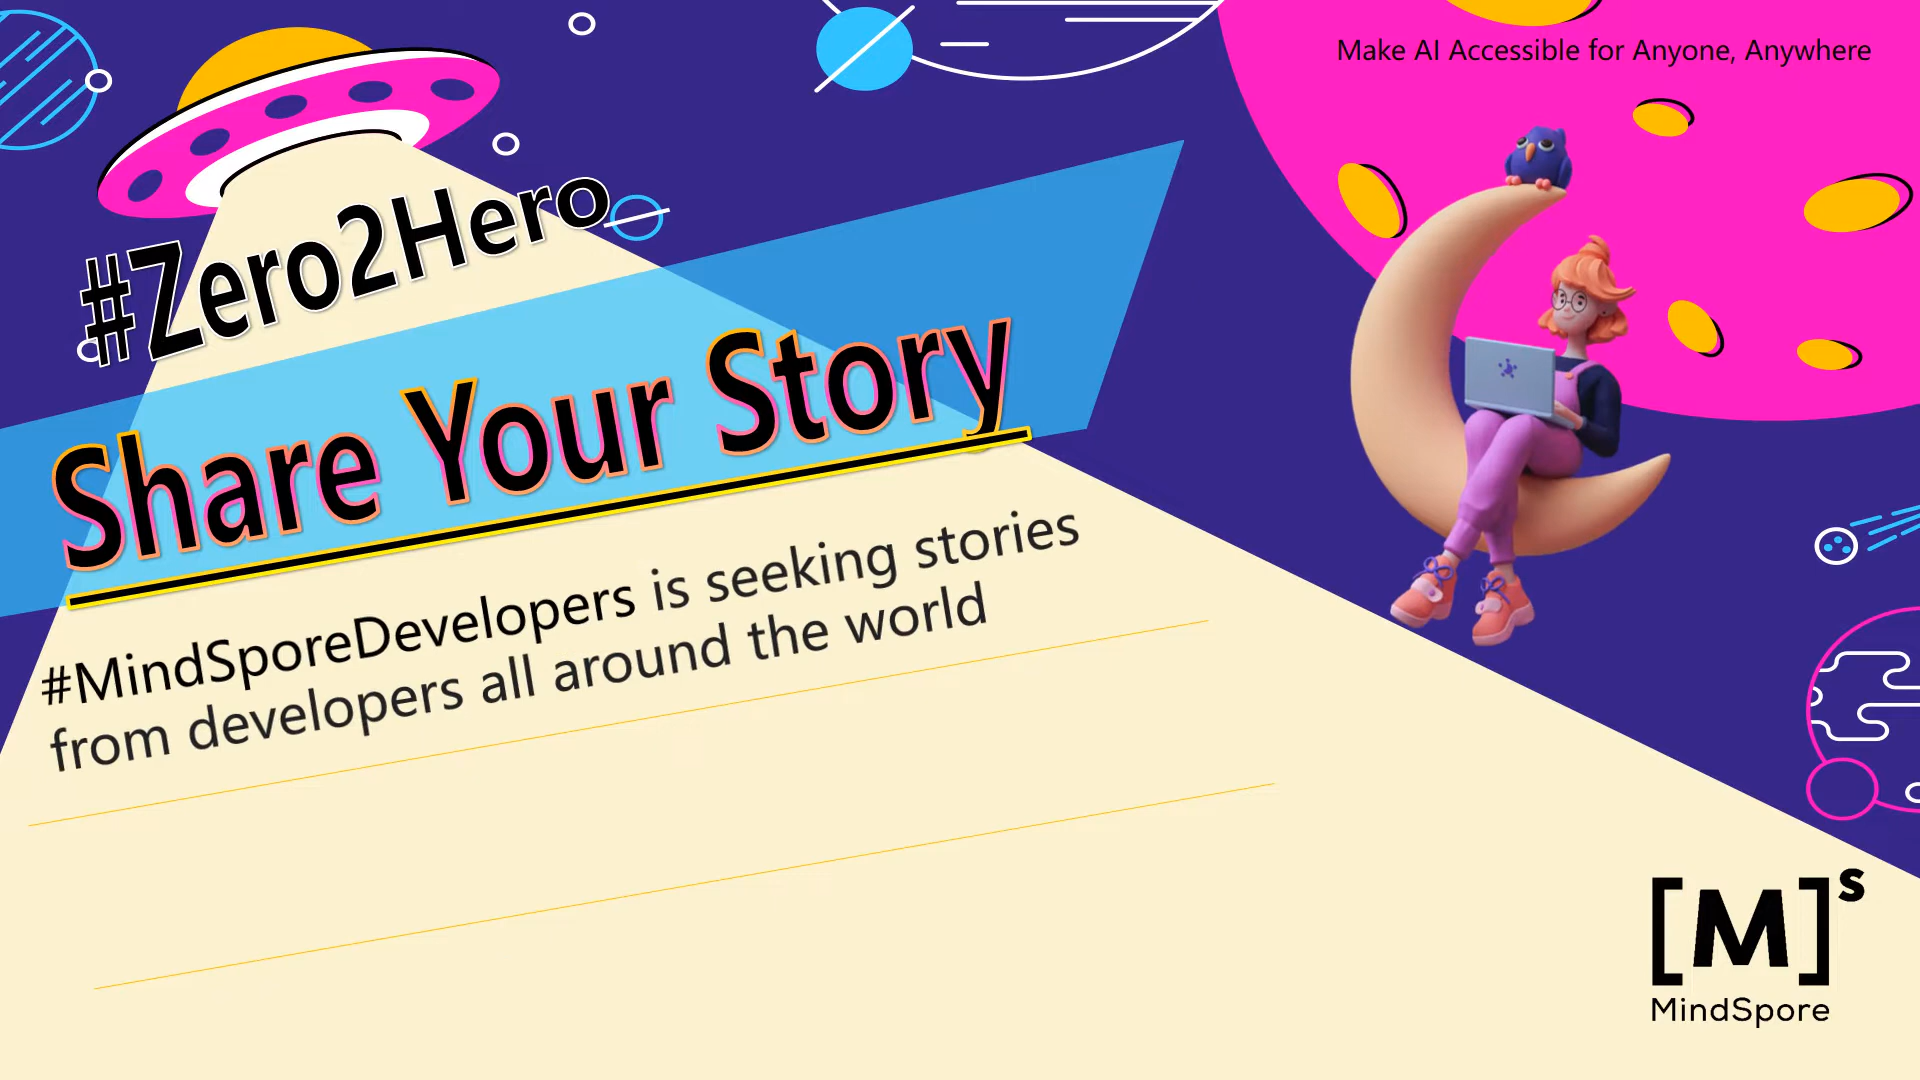 Make AI Accessible for Anyone, Anywhere
#Zero2Hero
Share Your Story
#MindSporeDevelopers is seeking stories
from developers all around the world
[M]s
MindSpore